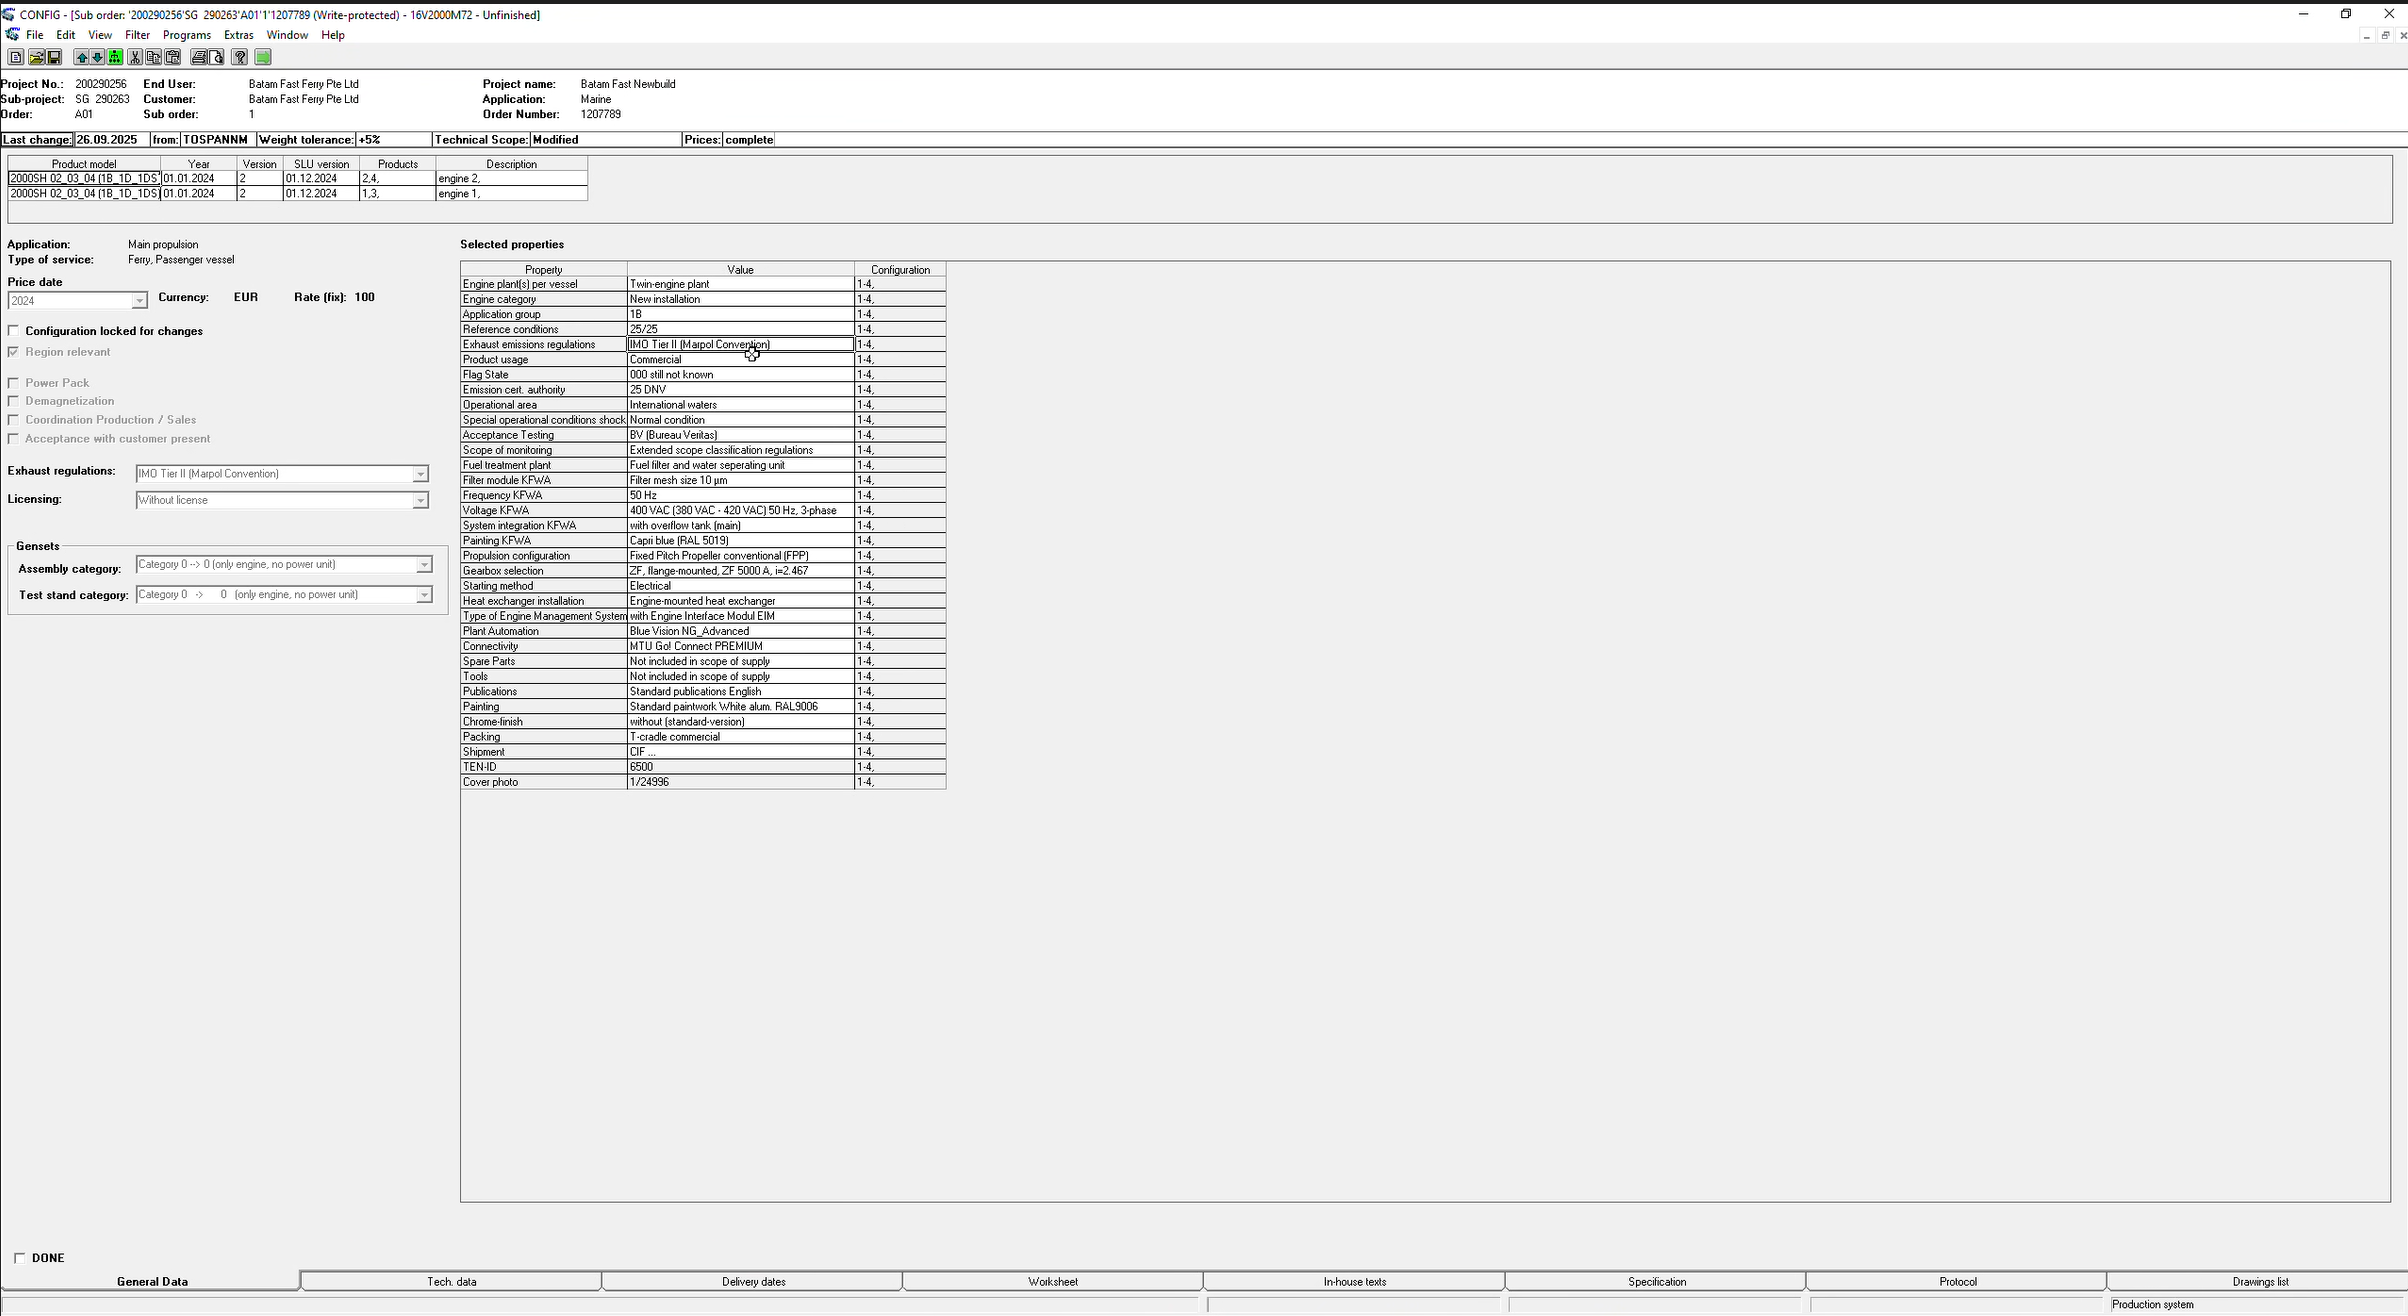 CONFIG - [Sub order: '200290256'SG 290263'A01'1'1207789 (Write-protected) - 16V2000M72 - Unfinished]
File Edit View Filter Programs Extras Window Help
Project No.: 200290256 End User: Batam Fast Ferry Pte Ltd Project name: Batam Fast Newbuild
Sub-project: SG 290263 Customer: Batam Fast Ferry Pte Ltd Application: Marine
Order: A01 Sub order: 1 Order Number: 1207789
Last change: 26.09.2025 from: TOSPANNM Weight tolerance: +5% Technical Scope: Modified Prices: complete
Product model Year Version SLU version Products Description
2000SH 02_03_04 (1B_1D_1DS) 01.01.2024 2 01.12.2024 2,4, engine 2,
2000SH 02_03_04 (1B_1D_1DS) 01.01.2024 2 01.12.2024 1,3, engine 1,
Application: Main propulsion
Type of service: Ferry, Passenger vessel
Price date
2024 Currency: EUR Rate (fix): 100
Configuration locked for changes
Region relevant
Power Pack
Demagnetization
Coordination Production / Sales
Acceptance with customer present
Exhaust regulations: IMO Tier II (Marpol Convention)
Licensing: Without license
Gensets
Assembly category: Category 0 --> 0 (only engine, no power unit)
Test stand category: Category 0 -> 0 (only engine, no power unit)
Selected properties
Property Value Configuration
Engine plant(s) per vessel Twin-engine plant 1-4,
Engine category New installation 1-4,
Application group 1B 1-4,
Reference conditions 25/25 1-4,
Exhaust emissions regulations IMO Tier II (Marpol Convention) 1-4,
Product usage Commercial 1-4,
Flag State 000 still not known 1-4,
Emission cert. authority 25 DNV 1-4,
Operational area International waters 1-4,
Special operational conditions shock Normal condition 1-4,
Acceptance Testing BV (Bureau Veritas) 1-4,
Scope of monitoring Extended scope classification regulations 1-4,
Fuel treatment plant Fuel filter and water seperating unit 1-4,
Filter module KFWA Filter mesh size 10 µm 1-4,
Frequency KFWA 50 Hz 1-4,
Voltage KFWA 400 VAC (380 VAC - 420 VAC) 50 Hz, 3-phase 1-4,
System integration KFWA with overflow tank (main) 1-4,
Painting KFWA Capri blue (RAL 5019) 1-4,
Propulsion configuration Fixed Pitch Propeller conventional (FPP) 1-4,
Gearbox selection ZF, flange-mounted, ZF 5000 A, i=2.467 1-4,
Starting method Electrical 1-4,
Heat exchanger installation Engine-mounted heat exchanger 1-4,
Type of Engine Management System with Engine Interface Modul EIM 1-4,
Plant Automation Blue Vision NG_Advanced 1-4,
Connectivity MTU Go! Connect PREMIUM 1-4,
Spare Parts Not included in scope of supply 1-4,
Tools Not included in scope of supply 1-4,
Publications Standard publications English 1-4,
Painting Standard paintwork White alum. RAL9006 1-4,
Chrome-finish without (standard-version) 1-4,
Packing T-cradle commercial 1-4,
Shipment CIF ... 1-4,
TEN-ID 6500 1-4,
Cover photo 1/24996 1-4,
DONE
General Data Tech. data Delivery dates Worksheet In-house texts Specification Protocol Drawings list
Production system